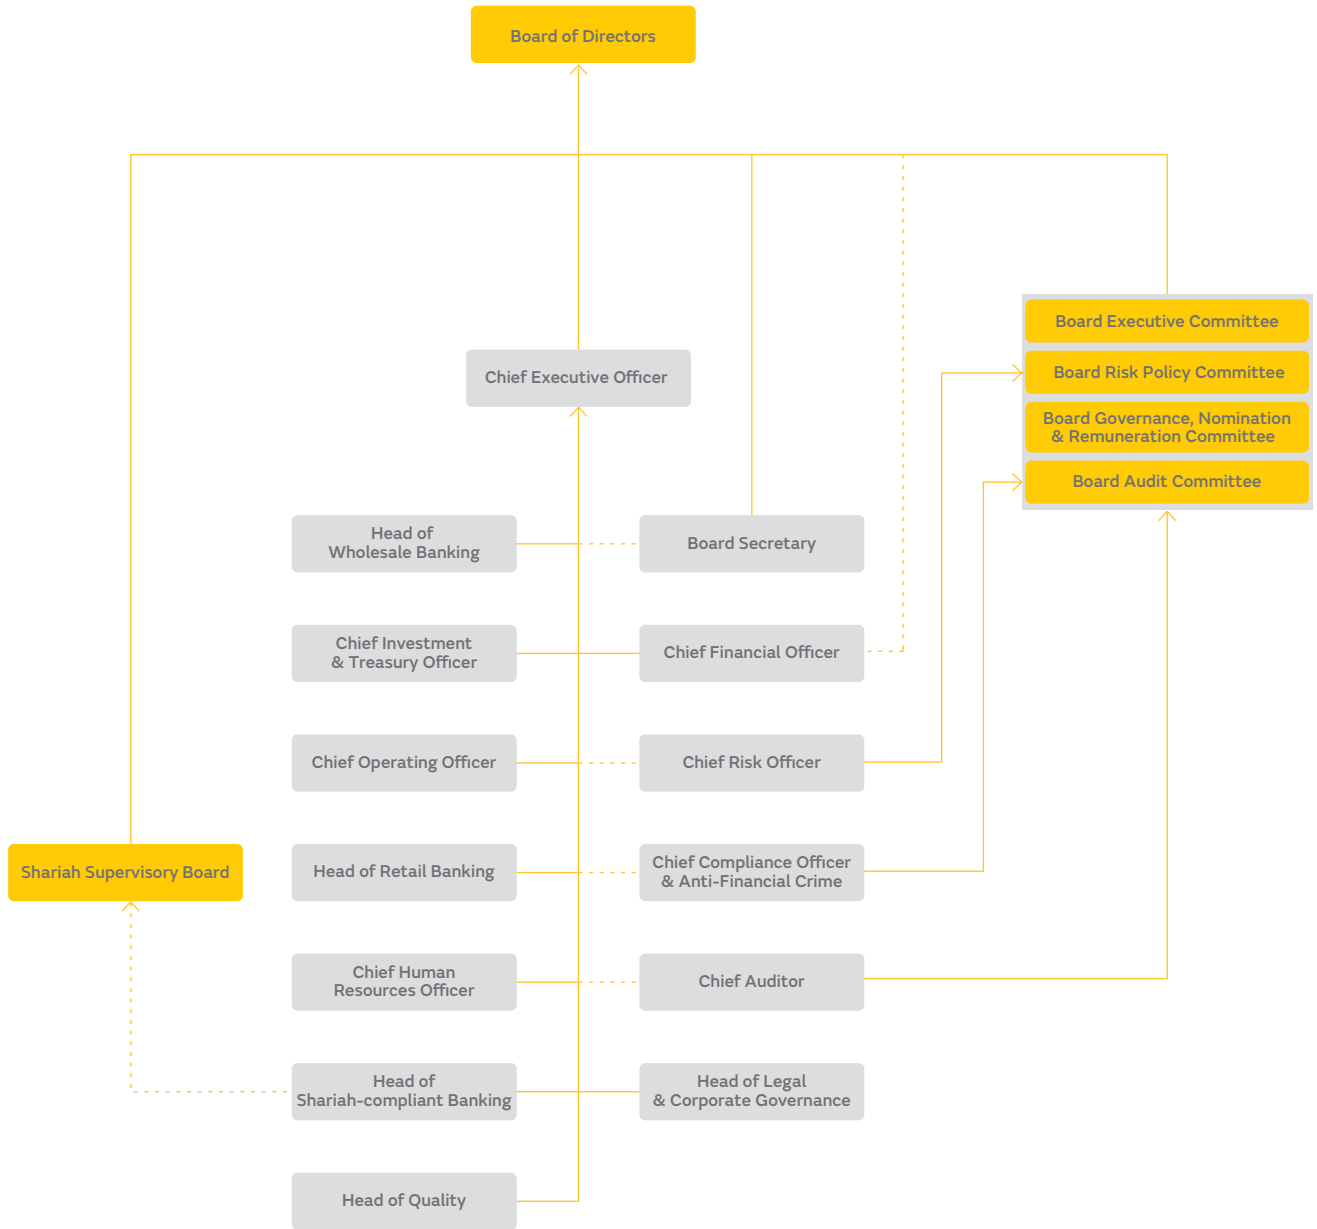 Board of Directors
Board Executive Committee
Chief Executive Officer
Board Risk Policy Committee
Board Governance, Nomination
& Remuneration Committee
Board Audit Committee
Head of
Wholesale Banking
Board Secretary
Chief Investment
& Treasury Officer
Chief Financial Officer
Chief Operating Officer
Chief Risk Officer
Shariah Supervisory Board
Head of Retail Banking
Chief Compliance Officer
& Anti-Financial Crime
Chief Human
Resources Officer
Chief Auditor
Head of
Shariah-compliant Banking
Head of Legal
& Corporate Governance
Head of Quality